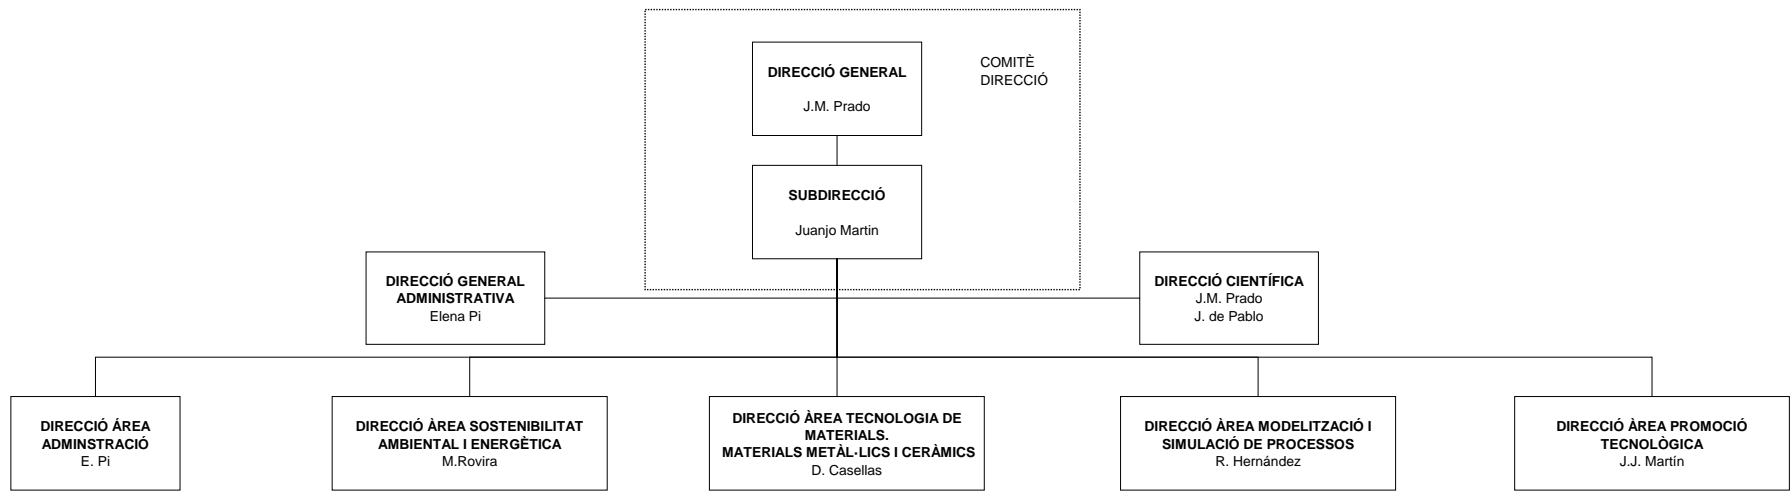 DIRECCIÓ GENERAL
J.M. Prado
COMITÈ
DIRECCIÓ
SUBDIRECCIÓ
Juanjo Martin
DIRECCIÓ GENERAL
ADMINISTRATIVA
Elena Pi
DIRECCIÓ CIENTÍFICA
J.M. Prado
J. de Pablo
DIRECCIÓ ÁREA
ADMINSTRACIÓ
E. Pi
DIRECCIÓ ÀREA SOSTENIBILITAT
AMBIENTAL I ENERGÈTICA
M.Rovira
DIRECCIÓ ÀREA TECNOLOGIA DE
MATERIALS.
MATERIALS METÀL·LICS I CERÀMICS
D. Casellas
DIRECCIÓ ÀREA MODELITZACIÓ I
SIMULACIÓ DE PROCESSOS
R. Hernández
DIRECCIÓ ÀREA PROMOCIÓ
TECNOLÒGICA
J.J. Martín